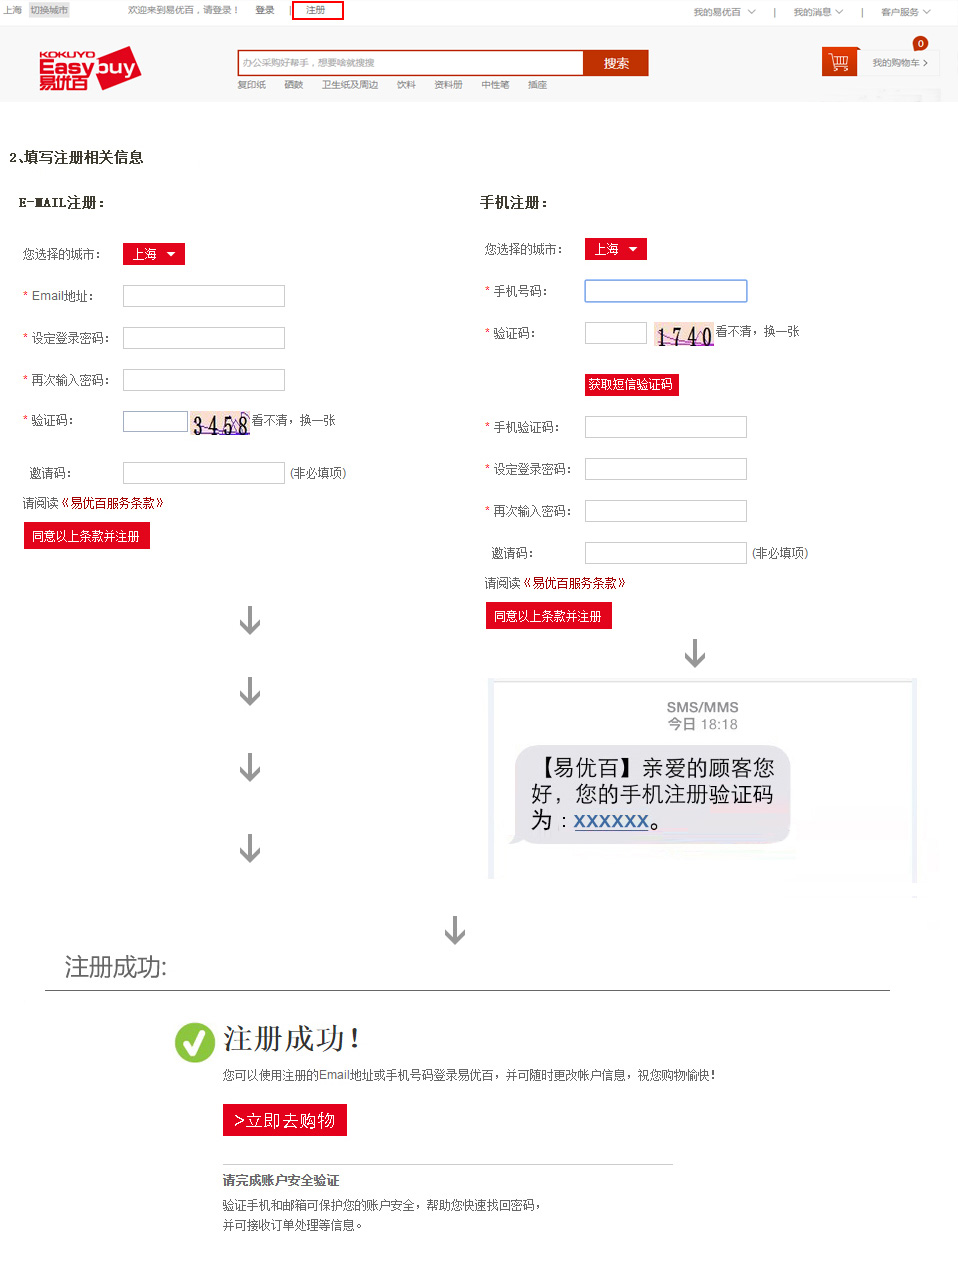 上海 切换城市 欢迎来到易优百，请登录！ 登录 | 注册 我的易优百 | 我的消息 | 客户服务
KOKUYO
Easybuy
易优百
办公采购好帮手，想要啥就搜搜 搜索
复印纸 硒鼓 卫生纸及周边 饮料 资料册 中性笔 插座
0
我的购物车
2、填写注册相关信息
E-MAIL注册：
您选择的城市： 上海
* Email地址：
* 设定登录密码：
* 再次输入密码：
* 验证码： 3458 看不清，换一张
邀请码： (非必填项)
请阅读《易优百服务条款》
同意以上条款并注册
手机注册：
您选择的城市： 上海
* 手机号码：
* 验证码： 1740 看不清，换一张
获取短信验证码
* 手机验证码：
* 设定登录密码：
* 再次输入密码：
邀请码： (非必填项)
请阅读《易优百服务条款》
同意以上条款并注册
SMS/MMS
今日 18:18
【易优百】亲爱的顾客您
好，您的手机注册验证码
为：XXXXXX。
注册成功:
注册成功！
您可以使用注册的Email地址或手机号码登录易优百，并可随时更改帐户信息，祝您购物愉快！
>立即去购物
请完成账户安全验证
验证手机和邮箱可保护您的账户安全，帮助您快速找回密码，
并可接收订单处理等信息。